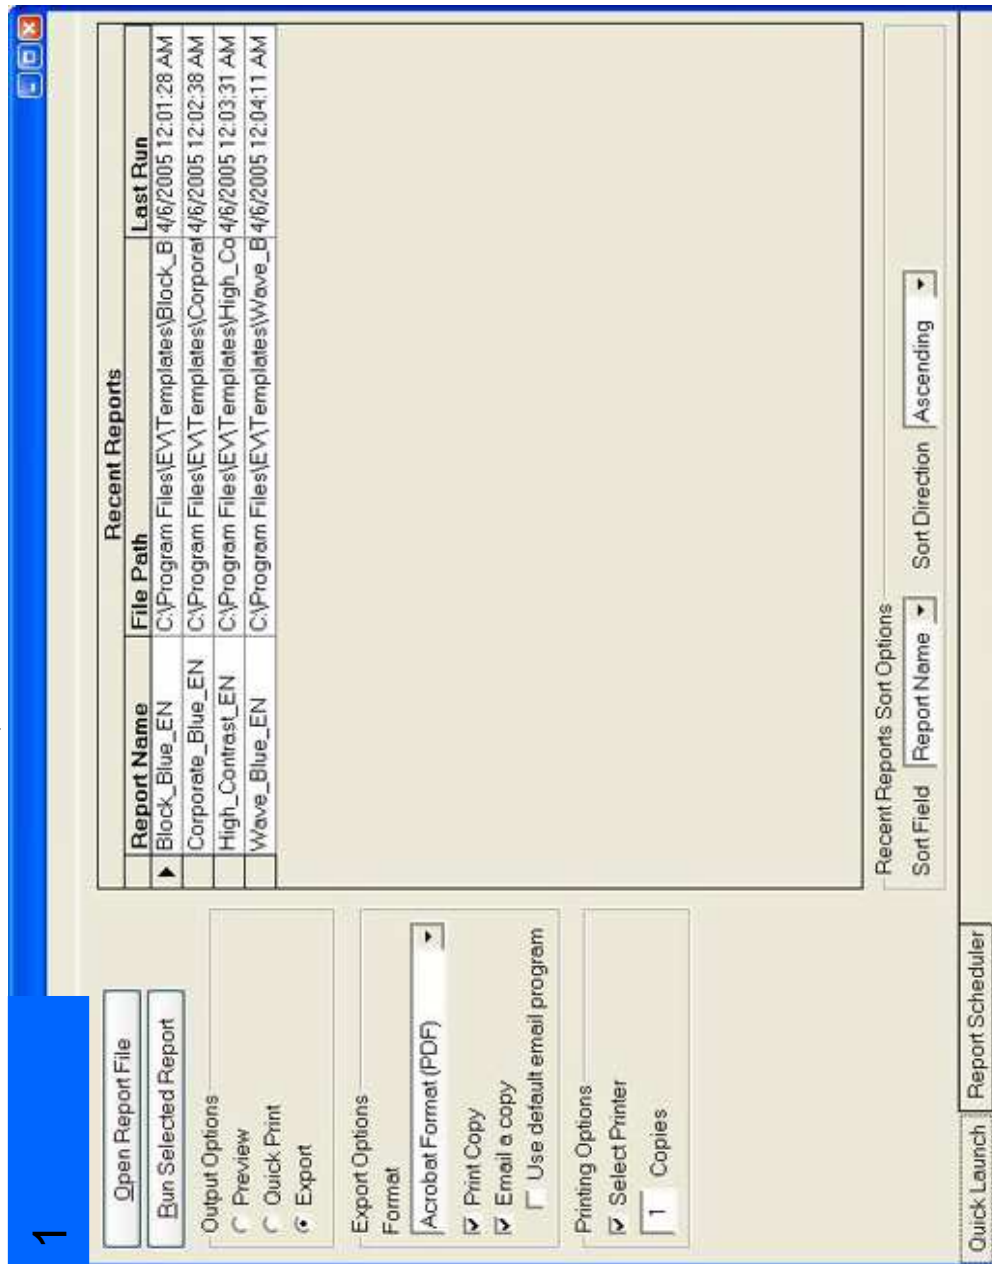 1
Open Report File
Run Selected Report
Output Options
Preview
Quick Print
Export
Export Options
Format
Acrobat Format (PDF)
Print Copy
Email a copy
Use default email program
Printing Options
Select Printer
1 Copies
Recent Reports
Report Name File Path Last Run
Block_Blue_EN C:\Program Files\EV\Templates\Block_B 4/6/2005 12:01:28 AM
Corporate_Blue_EN C:\Program Files\EV\Templates\Corporat 4/6/2005 12:02:38 AM
High_Contrast_EN C:\Program Files\EV\Templates\High_Co 4/6/2005 12:03:31 AM
Wave_Blue_EN C:\Program Files\EV\Templates\Wave_B 4/6/2005 12:04:11 AM
Recent Reports Sort Options
Sort Field Report Name Sort Direction Ascending
Quick Launch Report Scheduler